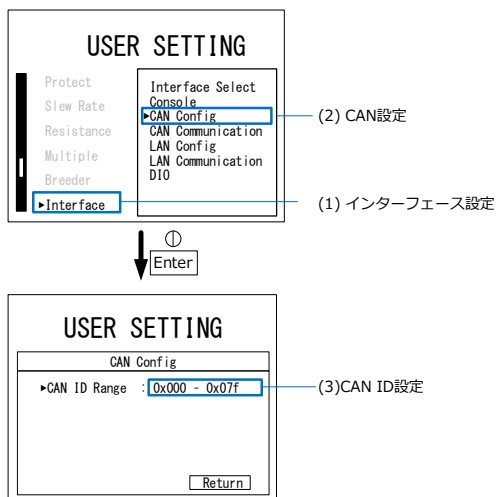 USER SETTING
Protect
Slew Rate
Resistance
Multiple
Breeder
▶Interface
Interface Select
Console
▶CAN Config
CAN Communication
LAN Config
LAN Communication
DIO
(2) CAN設定
(1) インターフェース設定
①
Enter
USER SETTING
CAN Config
▶CAN ID Range : 0x000 - 0x07f
(3)CAN ID設定
Return